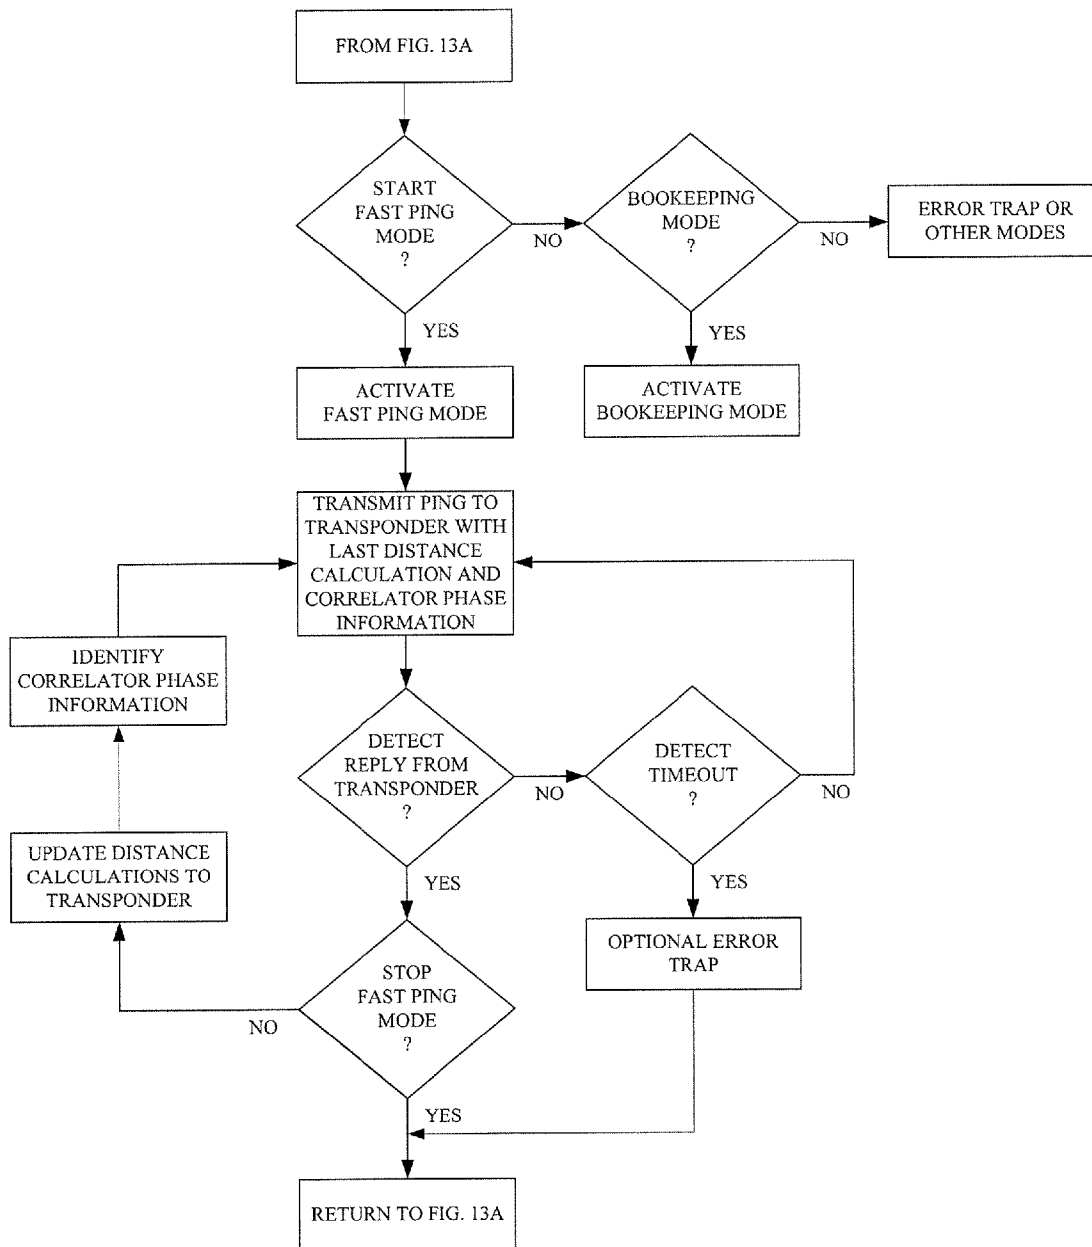 FROM FIG. 13A
START
FAST PING
MODE
?
NO
BOOKEEPING
MODE
?
NO
ERROR TRAP OR
OTHER MODES
YES
YES
ACTIVATE
FAST PING MODE
ACTIVATE
BOOKEEPING MODE
TRANSMIT PING TO
TRANSPONDER WITH
LAST DISTANCE
CALCULATION AND
CORRELATOR PHASE
INFORMATION
IDENTIFY
CORRELATOR PHASE
INFORMATION
DETECT
REPLY FROM
TRANSPONDER
?
NO
DETECT
TIMEOUT
?
NO
UPDATE DISTANCE
CALCULATIONS TO
TRANSPONDER
YES
YES
OPTIONAL ERROR
TRAP
STOP
FAST PING
MODE
?
NO
YES
RETURN TO FIG. 13A